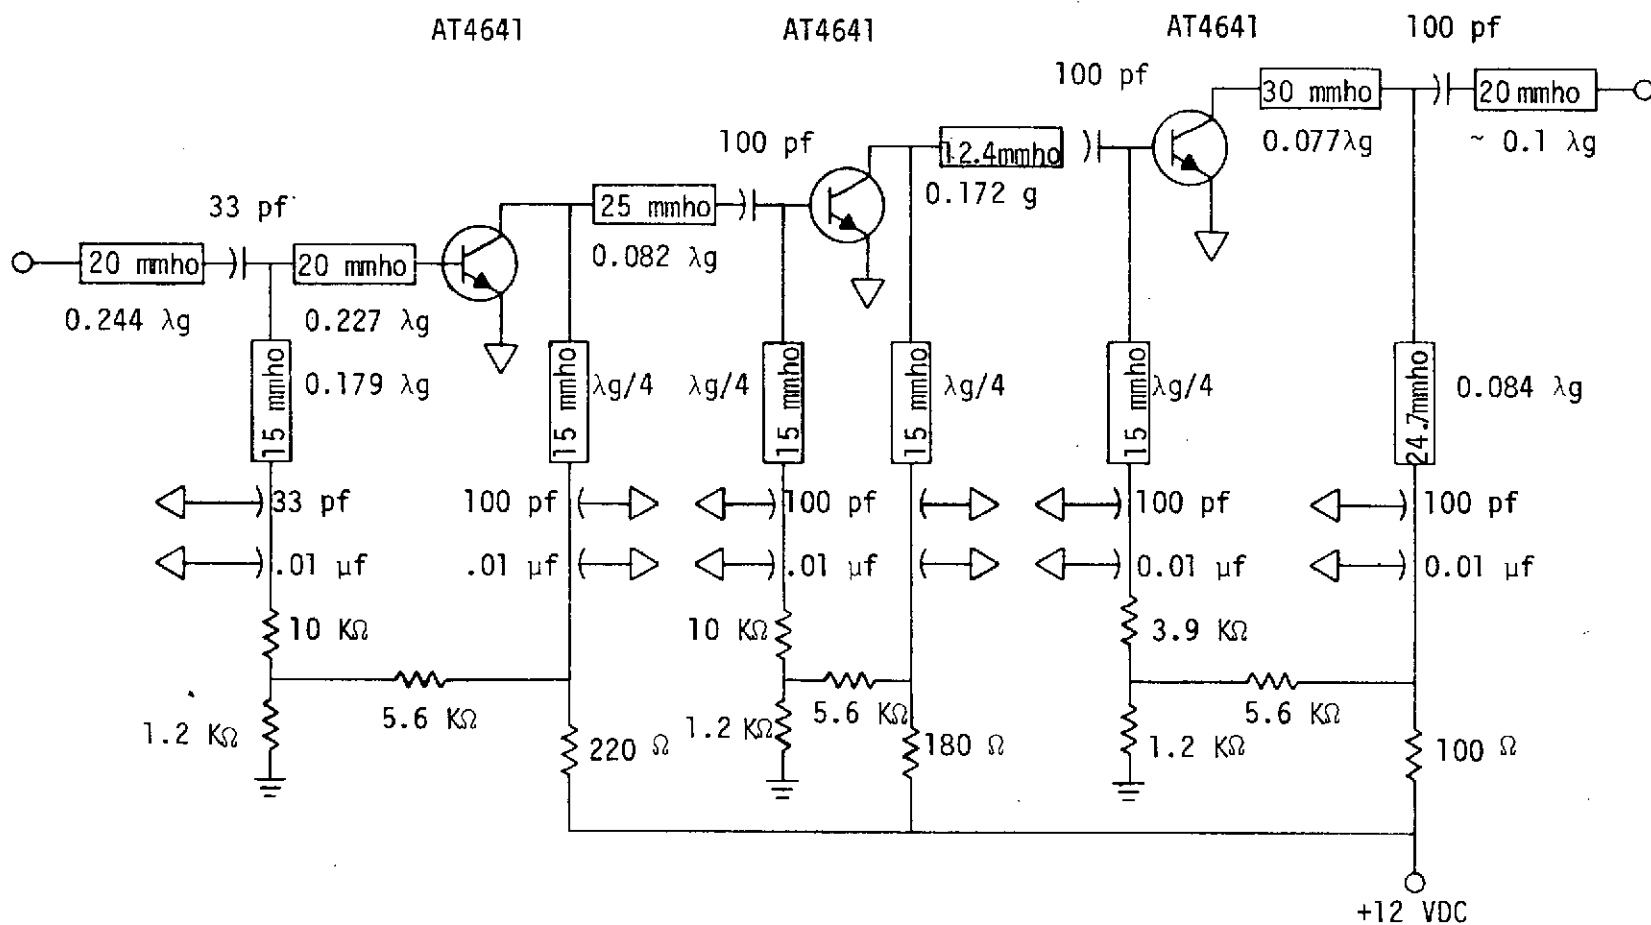 AT4641
AT4641
AT4641
100 pf
100 pf
30 mmho
20 mmho
0.077λg
~ 0.1 λg
100 pf
12.4mmho
0.172 g
33 pf
25 mmho
0.082 λg
20 mmho
20 mmho
0.244 λg
0.227 λg
15 mmho
0.179 λg
15 mmho
λg/4
λg/4
15 mmho
15 mmho
λg/4
15 mmho
λg/4
24.7mmho
0.084 λg
33 pf
100 pf
100 pf
100 pf
100 pf
.01 μf
.01 μf
.01 μf
0.01 μf
0.01 μf
10 KΩ
10 KΩ
3.9 KΩ
5.6 KΩ
5.6 KΩ
5.6 KΩ
1.2 KΩ
220 Ω
1.2 KΩ
180 Ω
1.2 KΩ
100 Ω
+12 VDC